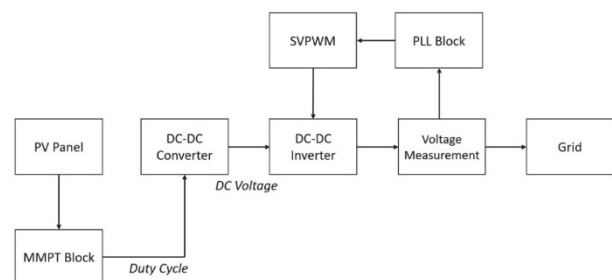 SVPWM
PLL Block
PV Panel
DC-DC
Converter
DC-DC
Inverter
Voltage
Measurement
Grid
DC Voltage
MMPT Block
Duty Cycle